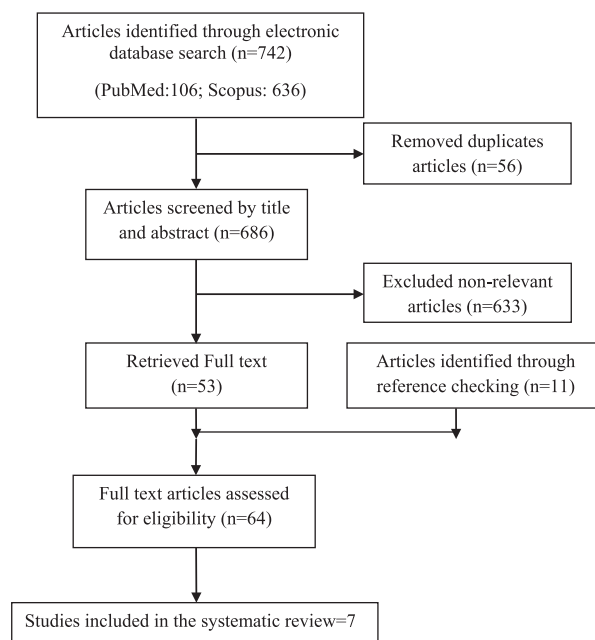 Articles identified through electronic
database search (n=742)
(PubMed:106; Scopus: 636)
Removed duplicates
articles (n=56)
Articles screened by title
and abstract (n=686)
Excluded non-relevant
articles (n=633)
Retrieved Full text
(n=53)
Articles identified through
reference checking (n=11)
Full text articles assessed
for eligibility (n=64)
Studies included in the systematic review=7